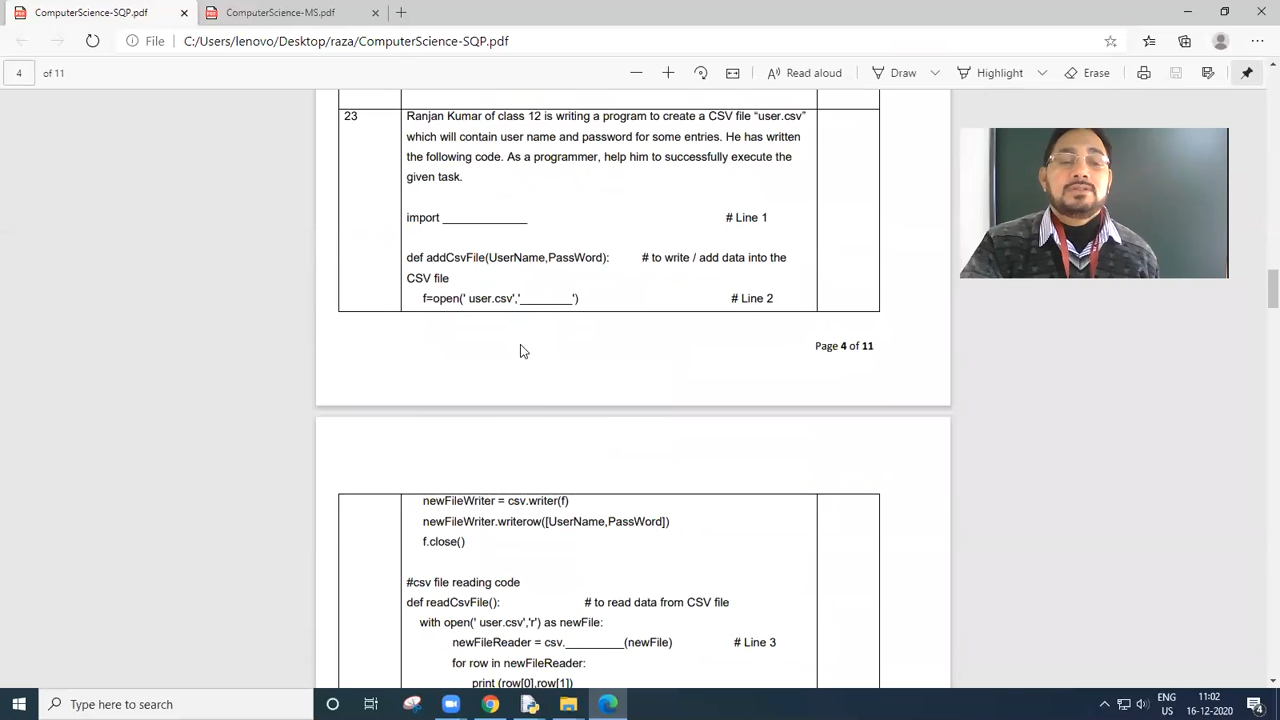 ComputerScience-SQP.pdf
ComputerScience-MS.pdf
File C:/Users/lenovo/Desktop/raza/ComputerScience-SQP.pdf
4 of 11
Read aloud
Draw
Highlight
Erase
23
Ranjan Kumar of class 12 is writing a program to create a CSV file “user.csv”
which will contain user name and password for some entries. He has written
the following code. As a programmer, help him to successfully execute the
given task.
import _____________ # Line 1
def addCsvFile(UserName,PassWord): # to write / add data into the
CSV file
f=open(' user.csv','________') # Line 2
Page 4 of 11
newFileWriter = csv.writer(f)
newFileWriter.writerow([UserName,PassWord])
f.close()
#csv file reading code
def readCsvFile(): # to read data from CSV file
with open(' user.csv','r') as newFile:
newFileReader = csv._________(newFile) # Line 3
for row in newFileReader:
print (row[0],row[1])
Type here to search
ENG
US
11:02
16-12-2020
4